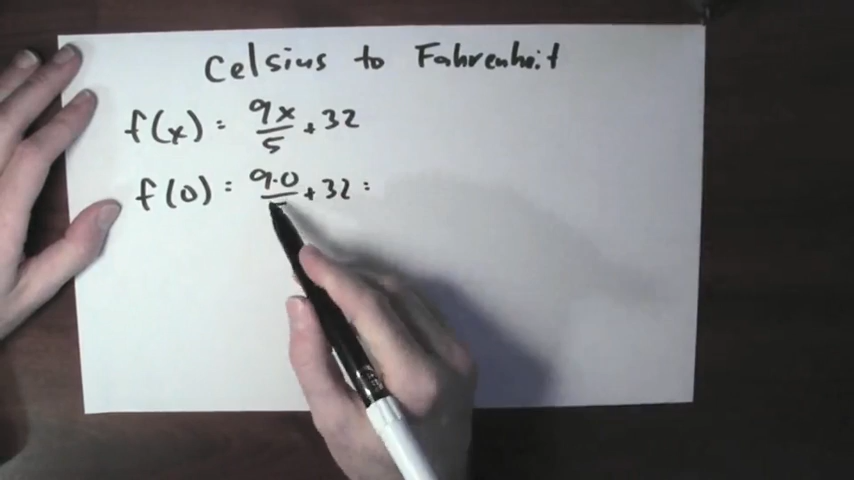 Celsius to Fahrenheit
f(x) = 9x/5 + 32
f(0) = 9·0/5 + 32 =